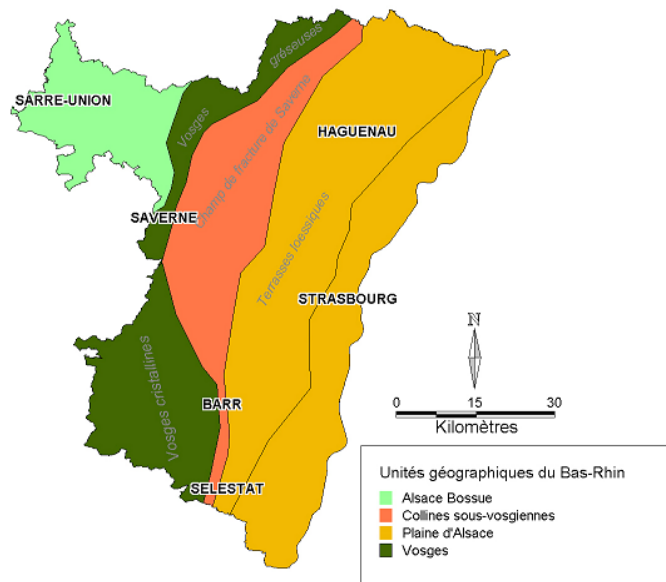 gréseuses
SARRE-UNION
Vosges
Champ de fracture du Saverne
HAGUENAU
SAVERNE
Terrasses loessiques
STRASBOURG
N
Vosges cristallines
BARR
0 15 30
Kilomètres
SELESTAT
Unités géographiques du Bas-Rhin
Alsace Bossue
Collines sous-vosgiennes
Plaine d'Alsace
Vosges